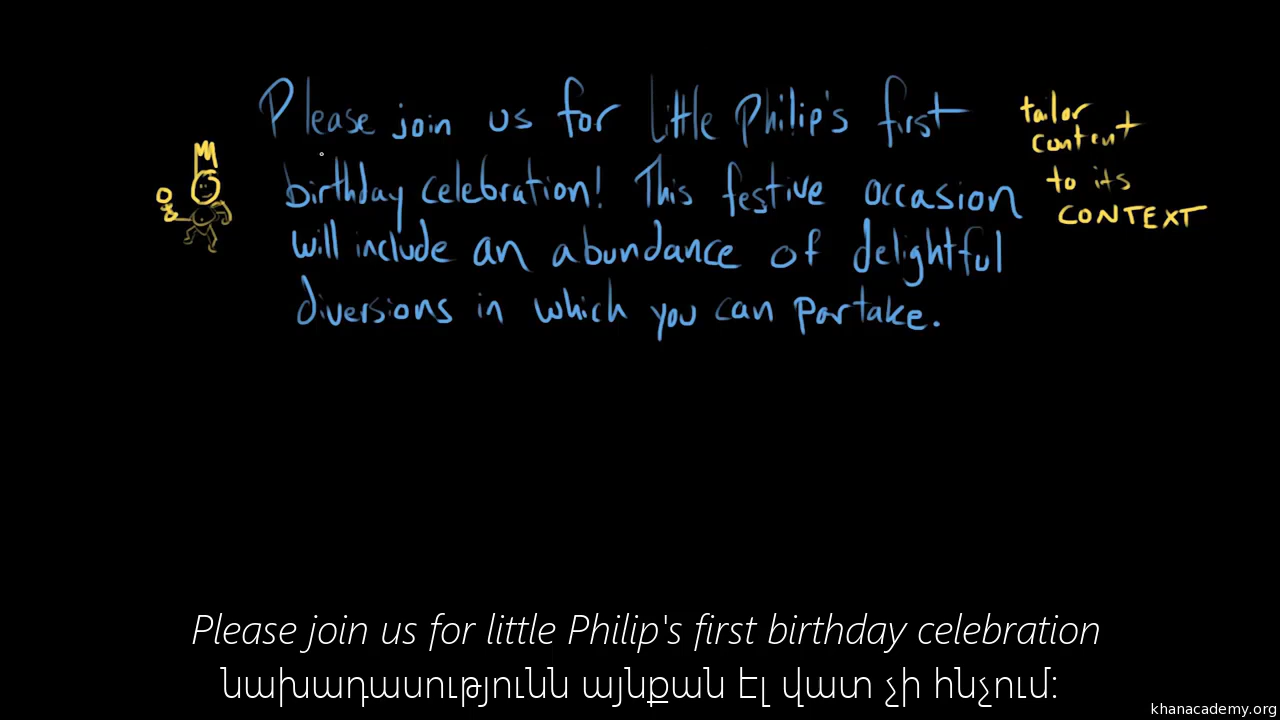 Please join us for little Philip's first
birthday celebration! This festive occasion
will include an abundance of delightful
diversions in which you can partake.
tailor
content
to its
CONTEXT
Please join us for little Philip's first birthday celebration
նախադասությունն այնքան էլ վատ չի հնչում:
khanacademy.org